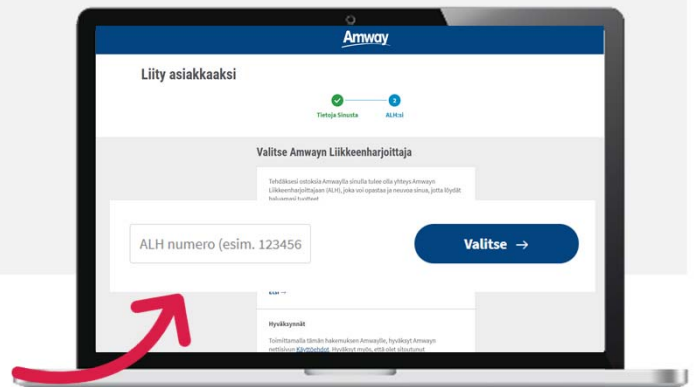 Amway
Liity asiakkaaksi
2
Tietoja Sinusta
ALH:si
Valitse Amwayn Liikkeenharjoittaja
Tehdäksesi ostoksia Amwaylla sinulla tulee olla yhteys Amwayn
Liikkeenharjoittajaan (ALH), joka voi opastaa ja neuvoa sinua, jotta löydät
haluamasi tuotteet
ALH numero (esim. 123456
Valitse →
Etsi →
Hyväksynnät
Toimittamalla tämän hakemuksen Amwaylle, hyväksyt Amwayn
nettisivun Käyttöehdot. Hyväksyt myös, että olet sitoutunut